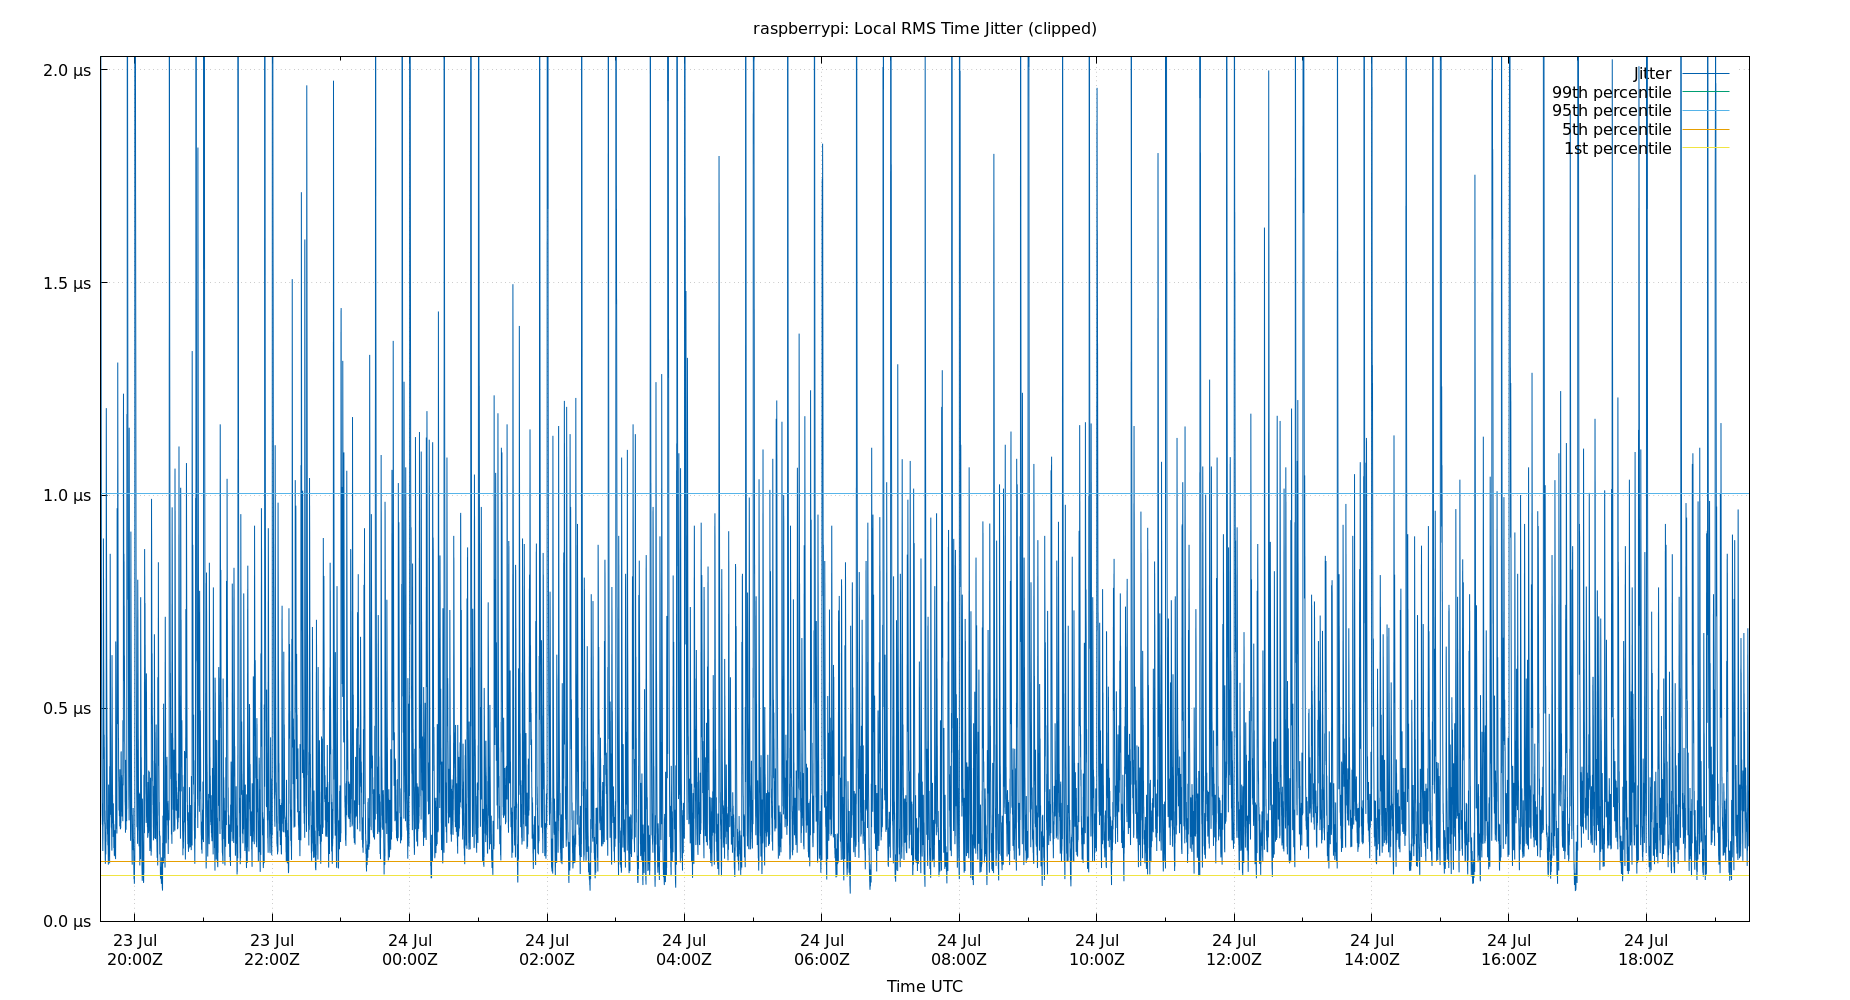 raspberrypi: Local RMS Time Jitter (clipped)
2.0 µs
1.5 µs
1.0 µs
0.5 µs
0.0 µs
Jitter
99th percentile
95th percentile
5th percentile
1st percentile
23 Jul 23 Jul 24 Jul 24 Jul 24 Jul 24 Jul 24 Jul 24 Jul 24 Jul 24 Jul 24 Jul 24 Jul
20:00Z 22:00Z 00:00Z 02:00Z 04:00Z 06:00Z 08:00Z 10:00Z 12:00Z 14:00Z 16:00Z 18:00Z
Time UTC